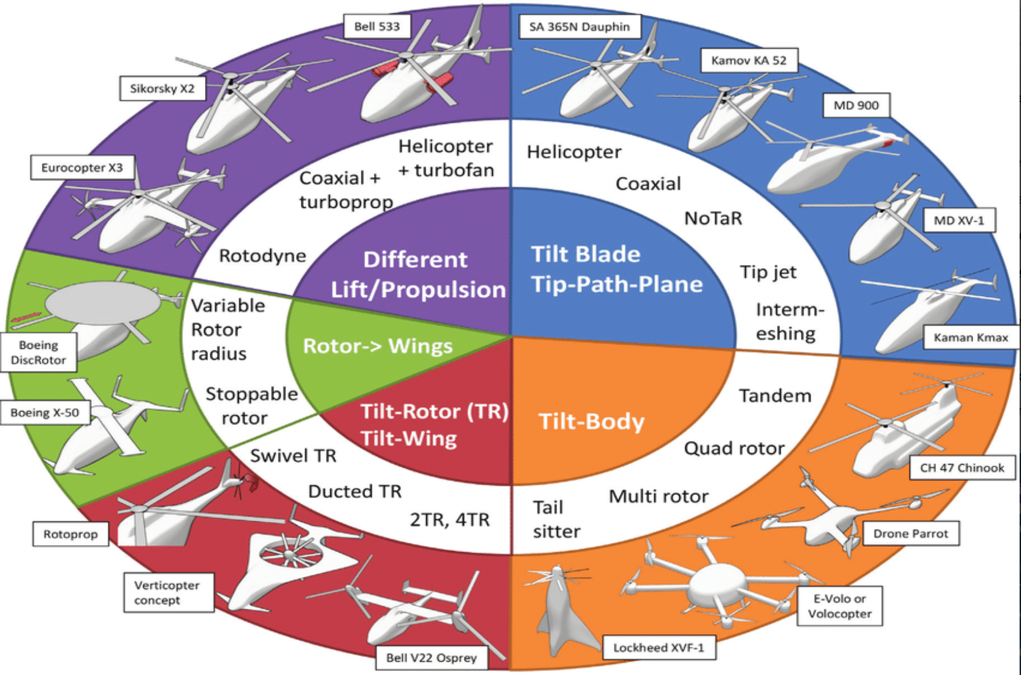 Bell 533
SA 365N Dauphin
Sikorsky X2
Kamov KA 52
MD 900
Eurocopter X3
Helicopter
+ turbofan
Helicopter
Coaxial +
turboprop
Coaxial
NoTaR
MD XV-1
Rotodyne
Different
Lift/Propulsion
Tilt Blade
Tip-Path-Plane
Tip jet
Interm-
eshing
Variable
Rotor
radius
Boeing
DiscRotor
Kaman Kmax
Rotor-> Wings
Stoppable
rotor
Boeing X-50
Tilt-Rotor (TR)
Tilt-Wing
Tilt-Body
Tandem
Quad rotor
CH 47 Chinook
Swivel TR
Ducted TR
2TR, 4TR
Tail
sitter
Multi rotor
Rotoprop
Drone Parrot
Verticopter
concept
E-Volo or
Volocopter
Bell V22 Osprey
Lockheed XVF-1